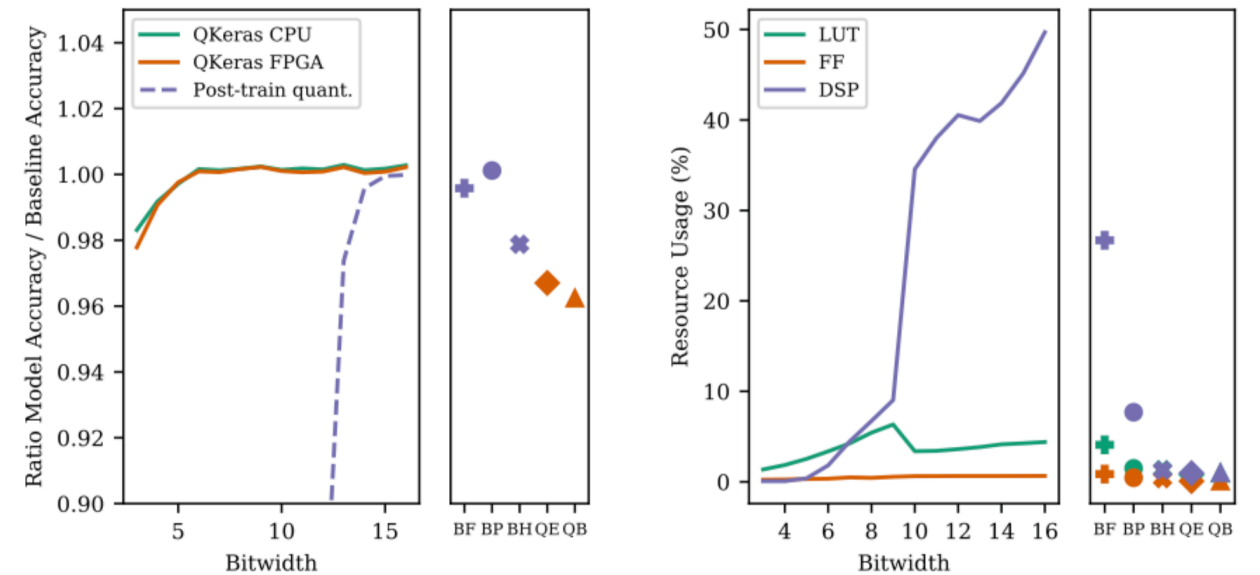 Ratio Model Accuracy / Baseline Accuracy
1.04
1.02
1.00
0.98
0.96
0.94
0.92
0.90
QKeras CPU
QKeras FPGA
Post-train quant.
5 10 15
Bitwidth
BF BP BH QE QB
Resource Usage (%)
50
40
30
20
10
0
LUT
FF
DSP
4 6 8 10 12 14 16
Bitwidth
BF BP BH QE QB